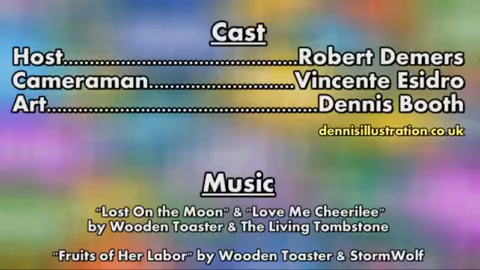 Cast
Host.......................................Robert Demers
Cameraman........................Vincente Esidro
Art.............................................Dennis Booth
dennisillustration.co.uk
Music
"Lost On the Moon" & "Love Me Cheerilee"
by Wooden Toaster & The Living Tombstone
"Fruits of Her Labor" by Wooden Toaster & StormWolf